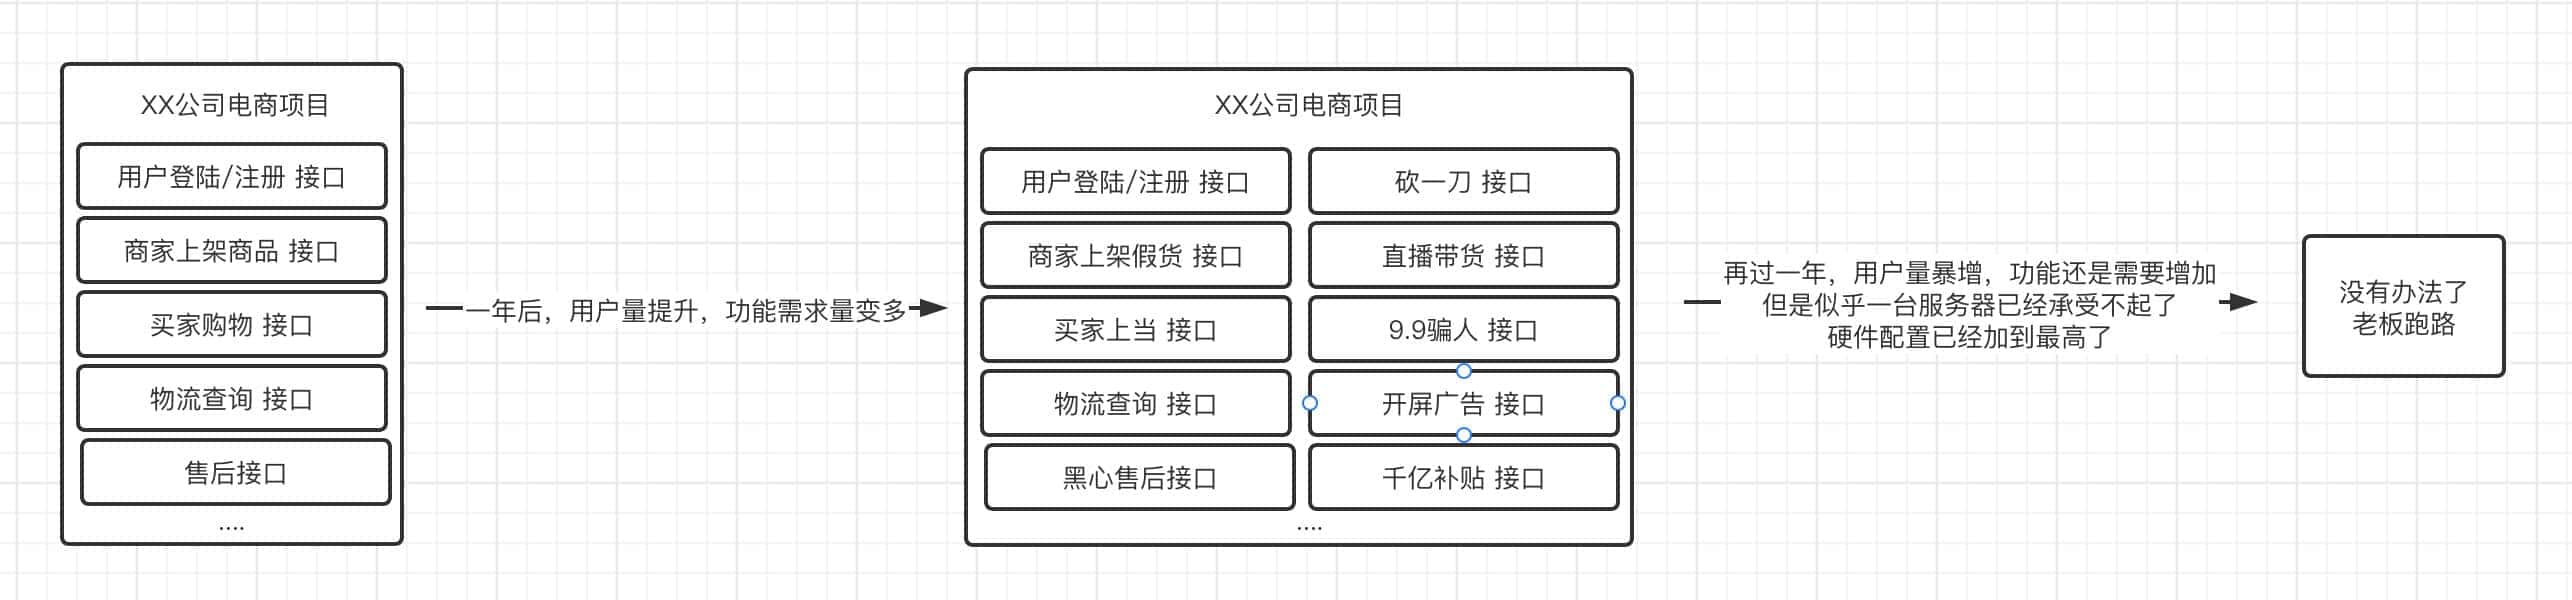 XX公司电商项目
用户登陆/注册 接口
商家上架商品 接口
买家购物 接口
物流查询 接口
售后接口
....
一年后，用户量提升，功能需求量变多
XX公司电商项目
用户登陆/注册 接口
砍一刀 接口
商家上架假货 接口
直播带货 接口
买家上当 接口
9.9骗人 接口
物流查询 接口
开屏广告 接口
黑心售后接口
千亿补贴 接口
....
再过一年，用户量暴增，功能还是需要增加
但是似乎一台服务器已经承受不起了
硬件配置已经加到最高了
没有办法了
老板跑路